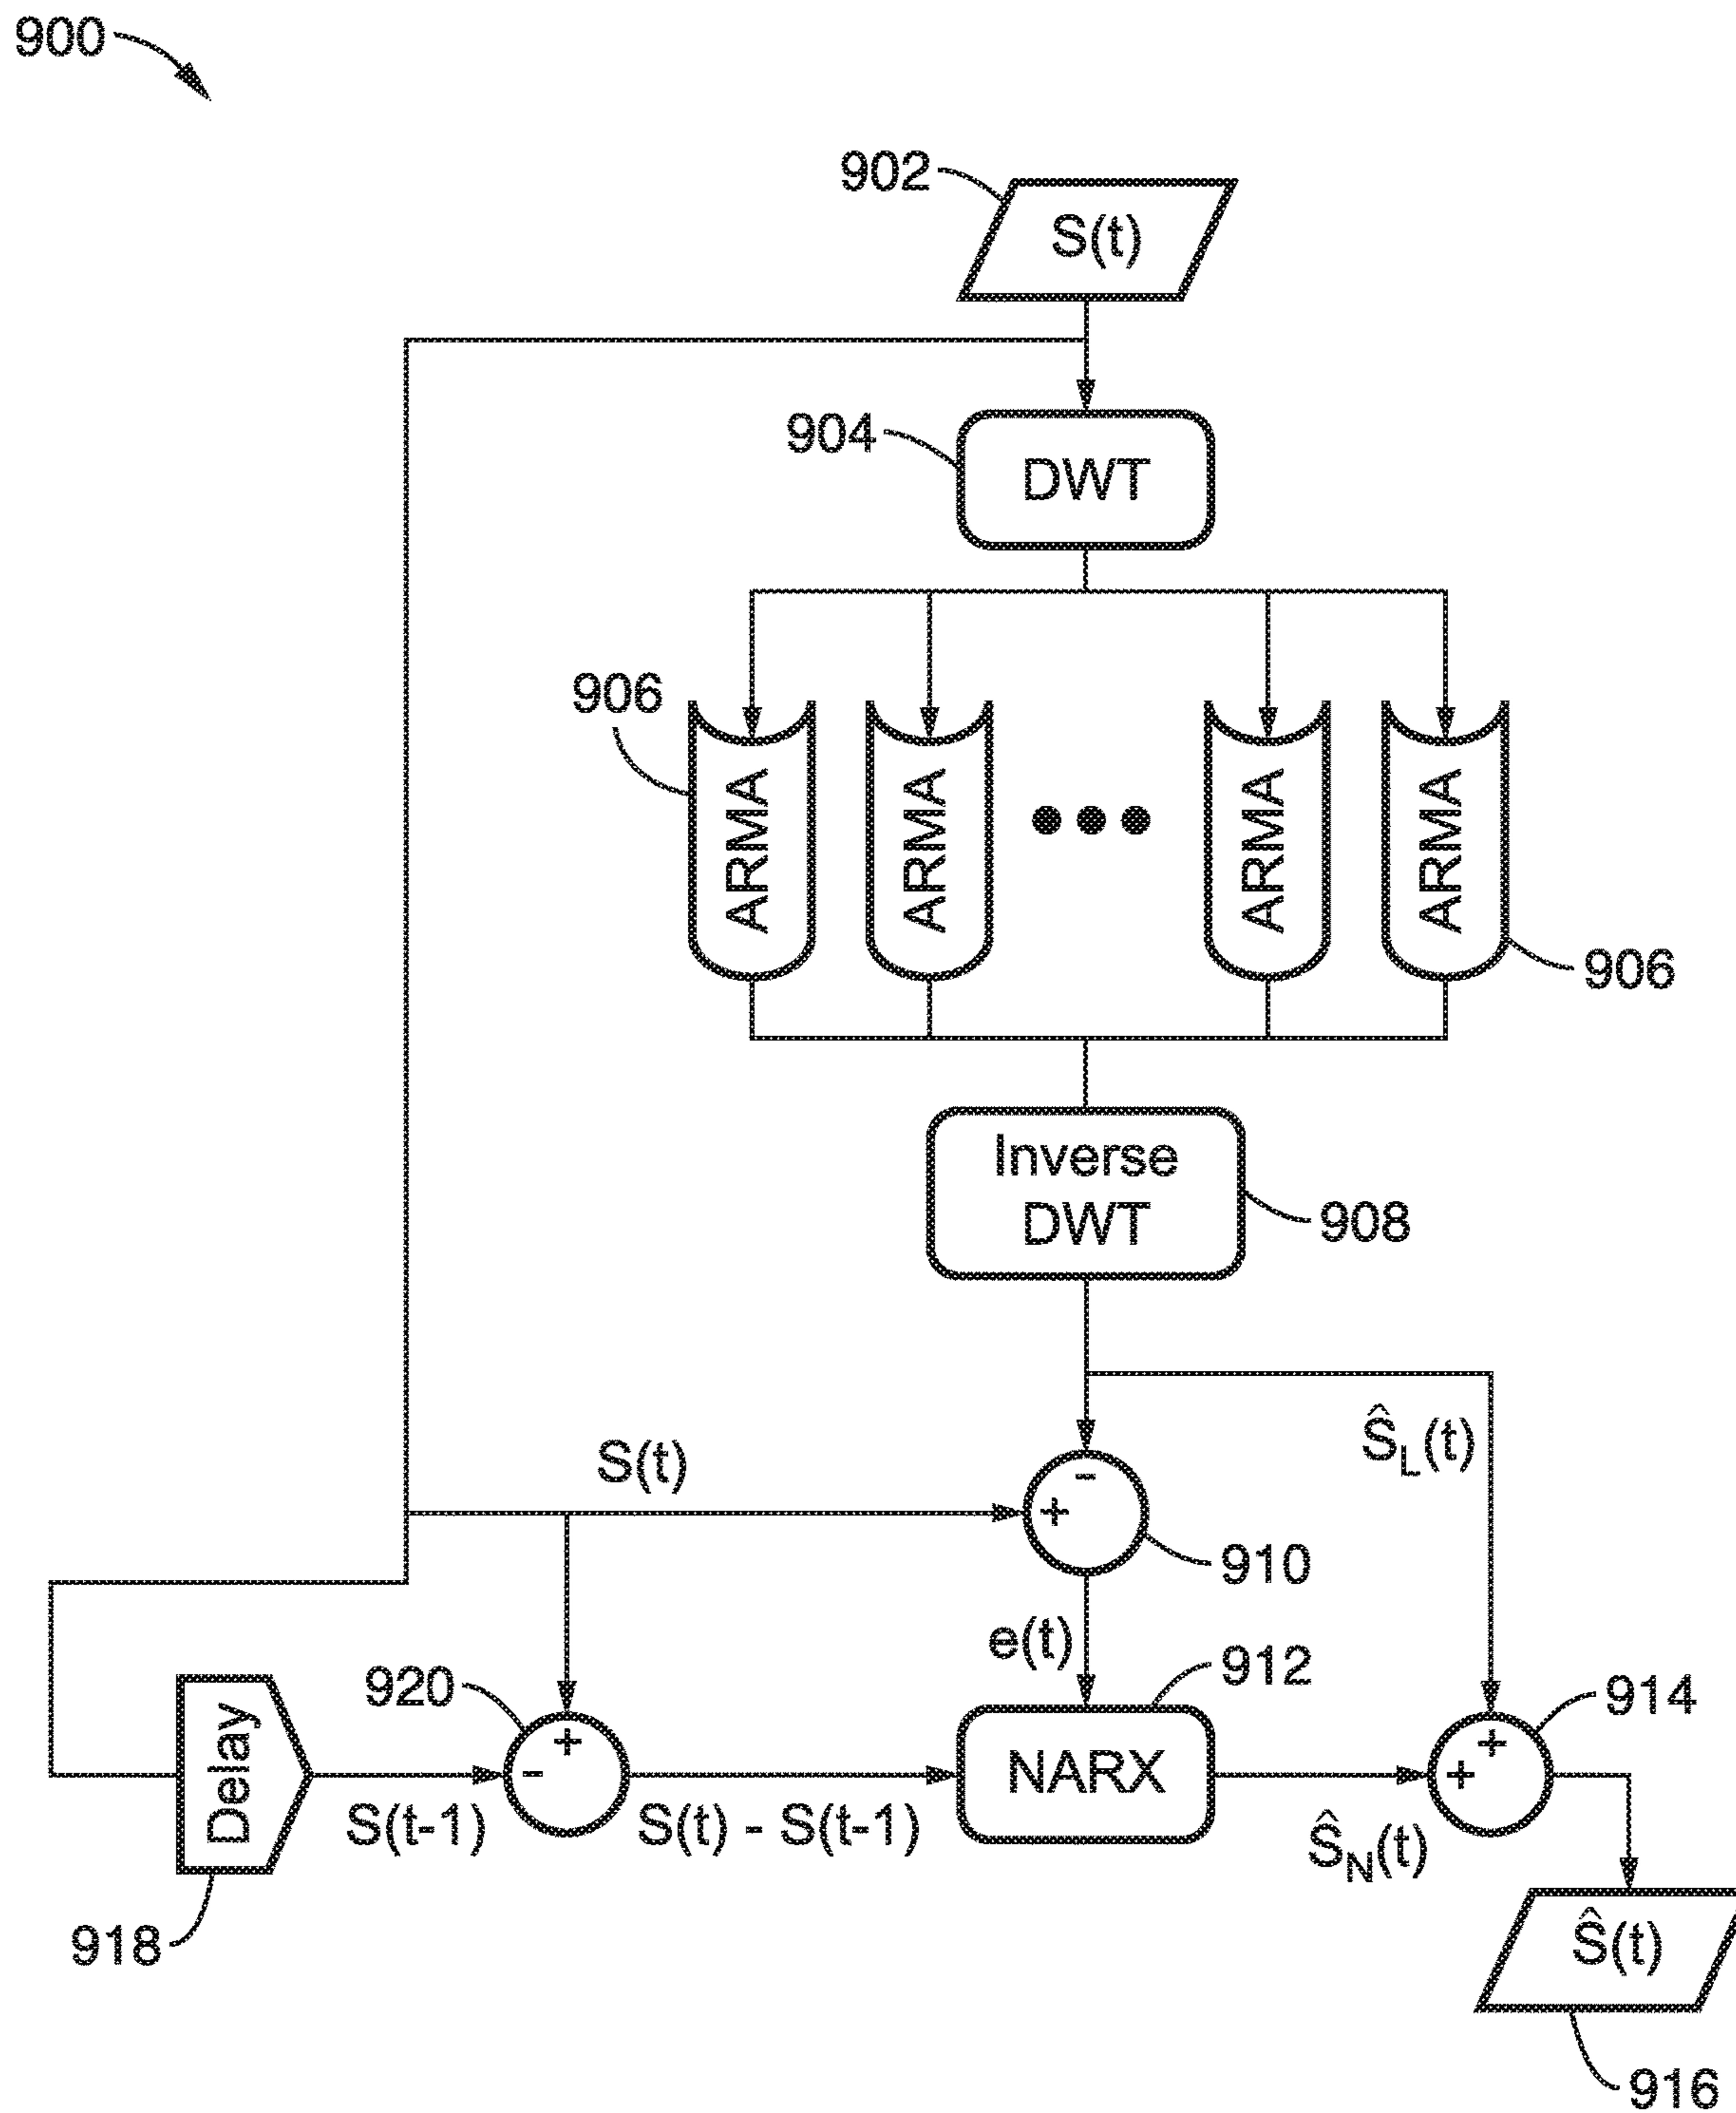 900
902
S(t)
904
DWT
906
ARMA
ARMA
ARMA
ARMA
906
Inverse
DWT
908
S(t)
Ŝ_L(t)
910
e(t)
912
920
914
Delay
NARX
S(t-1)
S(t) - S(t-1)
Ŝ_N(t)
918
Ŝ(t)
916
+
-
+
-
+
+